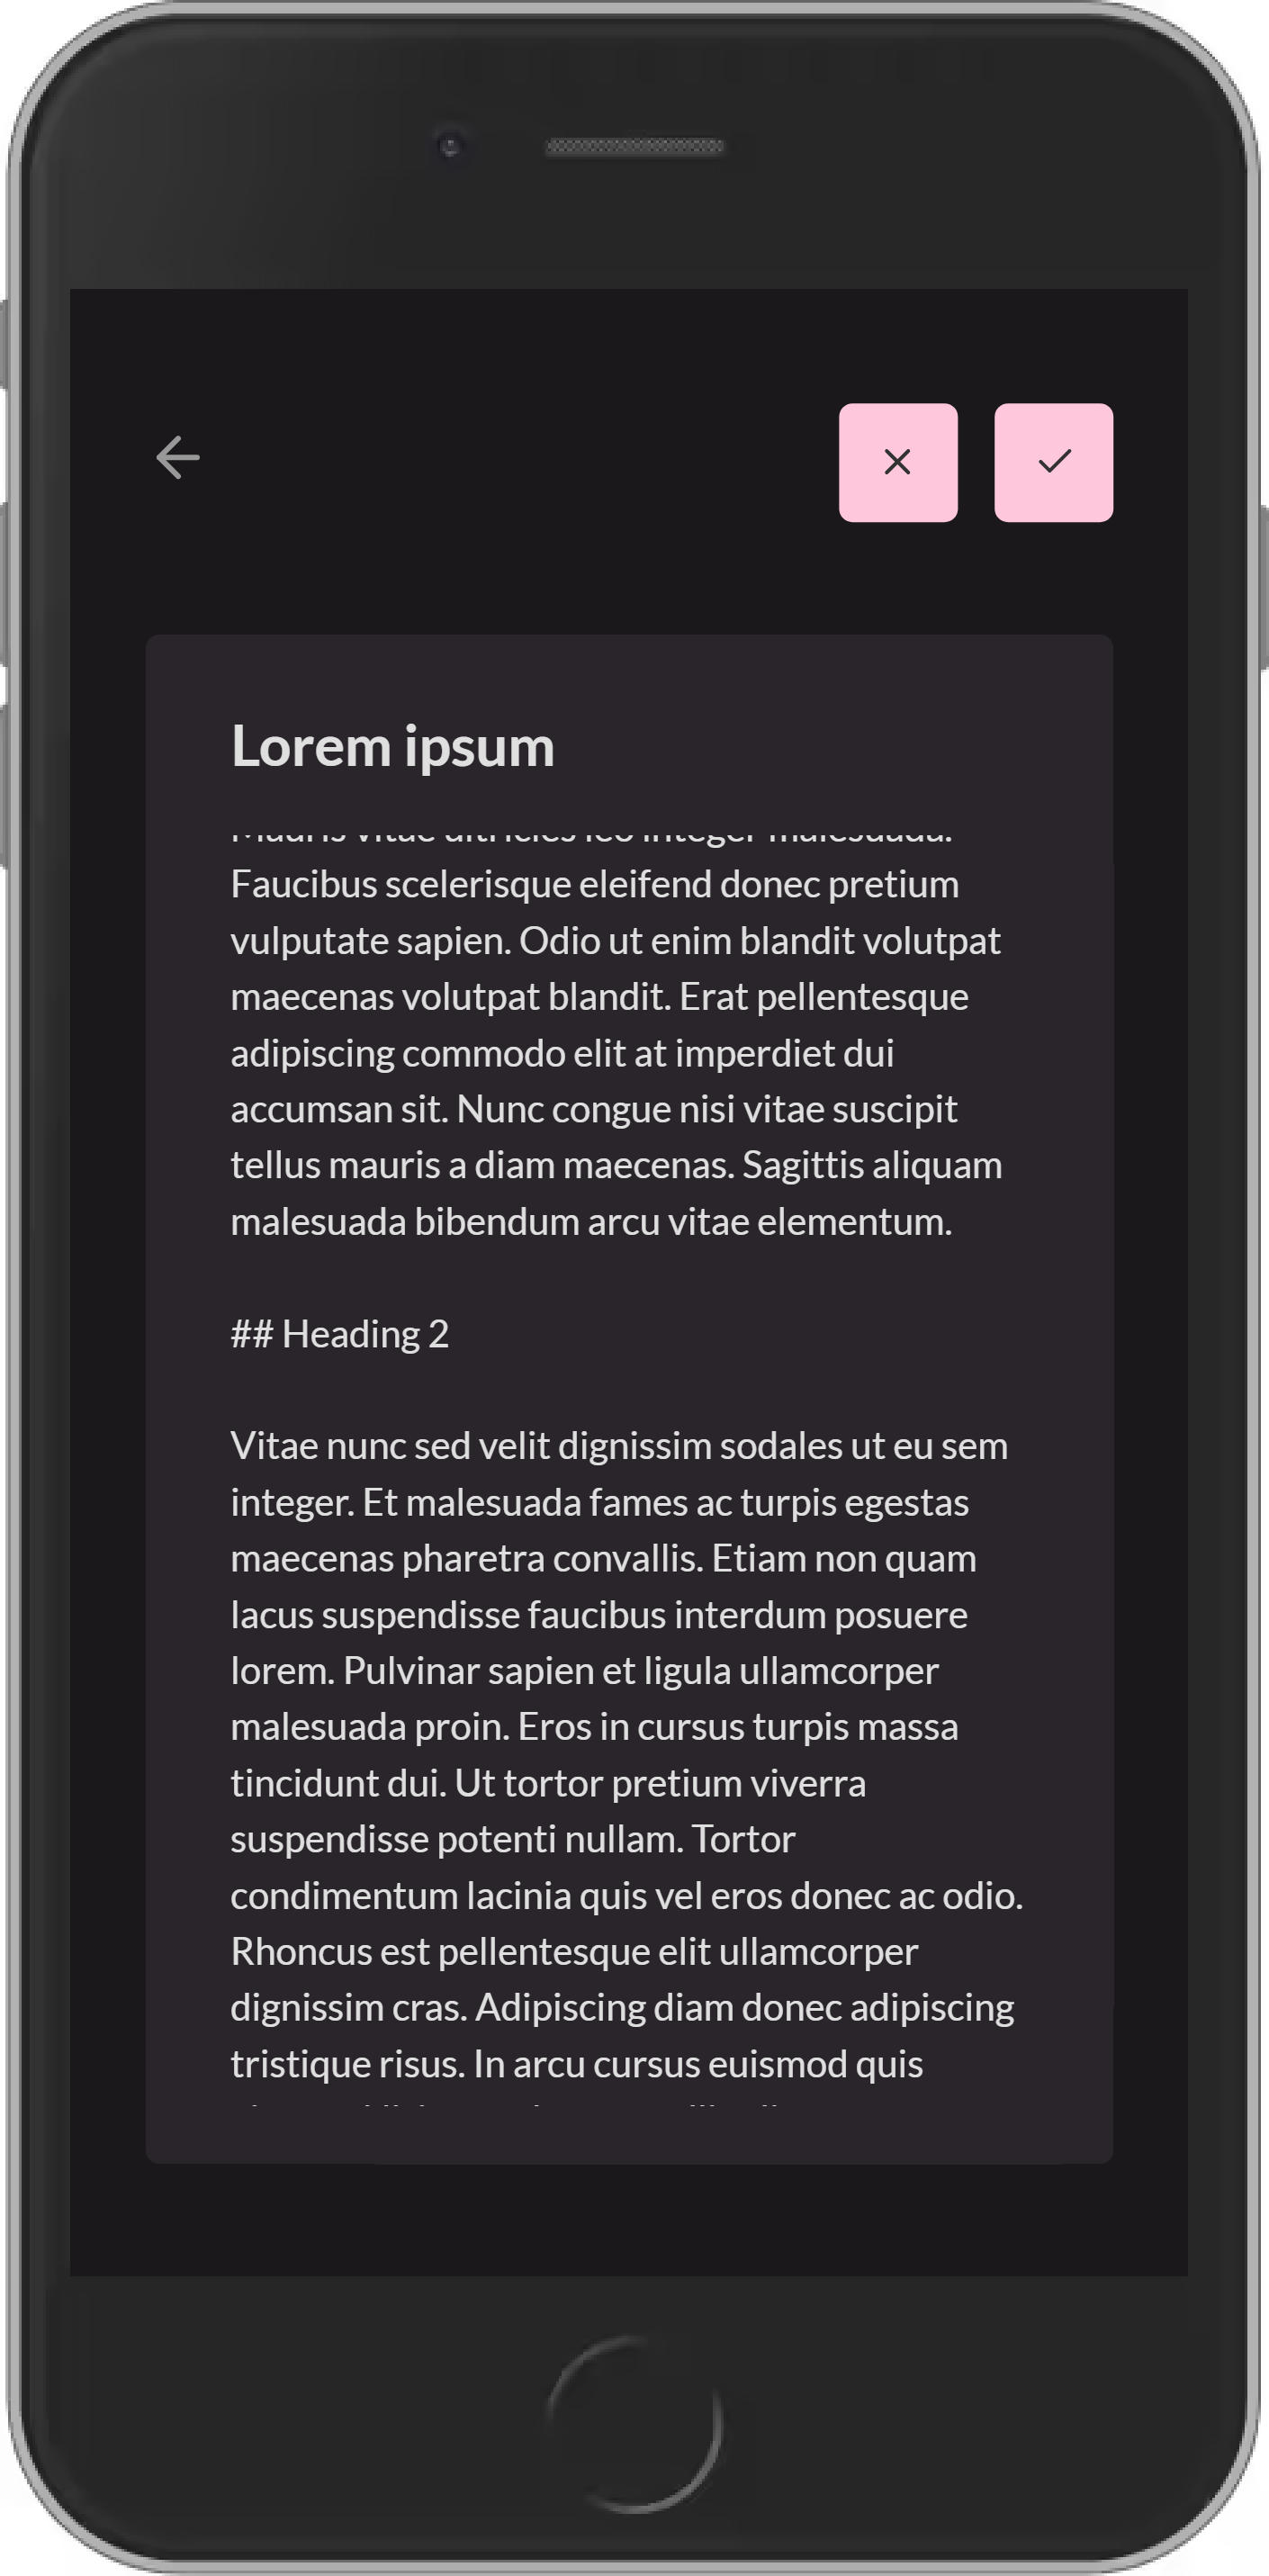 Lorem ipsum
Mauris vitae ultricies leo integer malesuada.
Faucibus scelerisque eleifend donec pretium
vulputate sapien. Odio ut enim blandit volutpat
maecenas volutpat blandit. Erat pellentesque
adipiscing commodo elit at imperdiet dui
accumsan sit. Nunc congue nisi vitae suscipit
tellus mauris a diam maecenas. Sagittis aliquam
malesuada bibendum arcu vitae elementum.
## Heading 2
Vitae nunc sed velit dignissim sodales ut eu sem
integer. Et malesuada fames ac turpis egestas
maecenas pharetra convallis. Etiam non quam
lacus suspendisse faucibus interdum posuere
lorem. Pulvinar sapien et ligula ullamcorper
malesuada proin. Eros in cursus turpis massa
tincidunt dui. Ut tortor pretium viverra
suspendisse potenti nullam. Tortor
condimentum lacinia quis vel eros donec ac odio.
Rhoncus est pellentesque elit ullamcorper
dignissim cras. Adipiscing diam donec adipiscing
tristique risus. In arcu cursus euismod quis